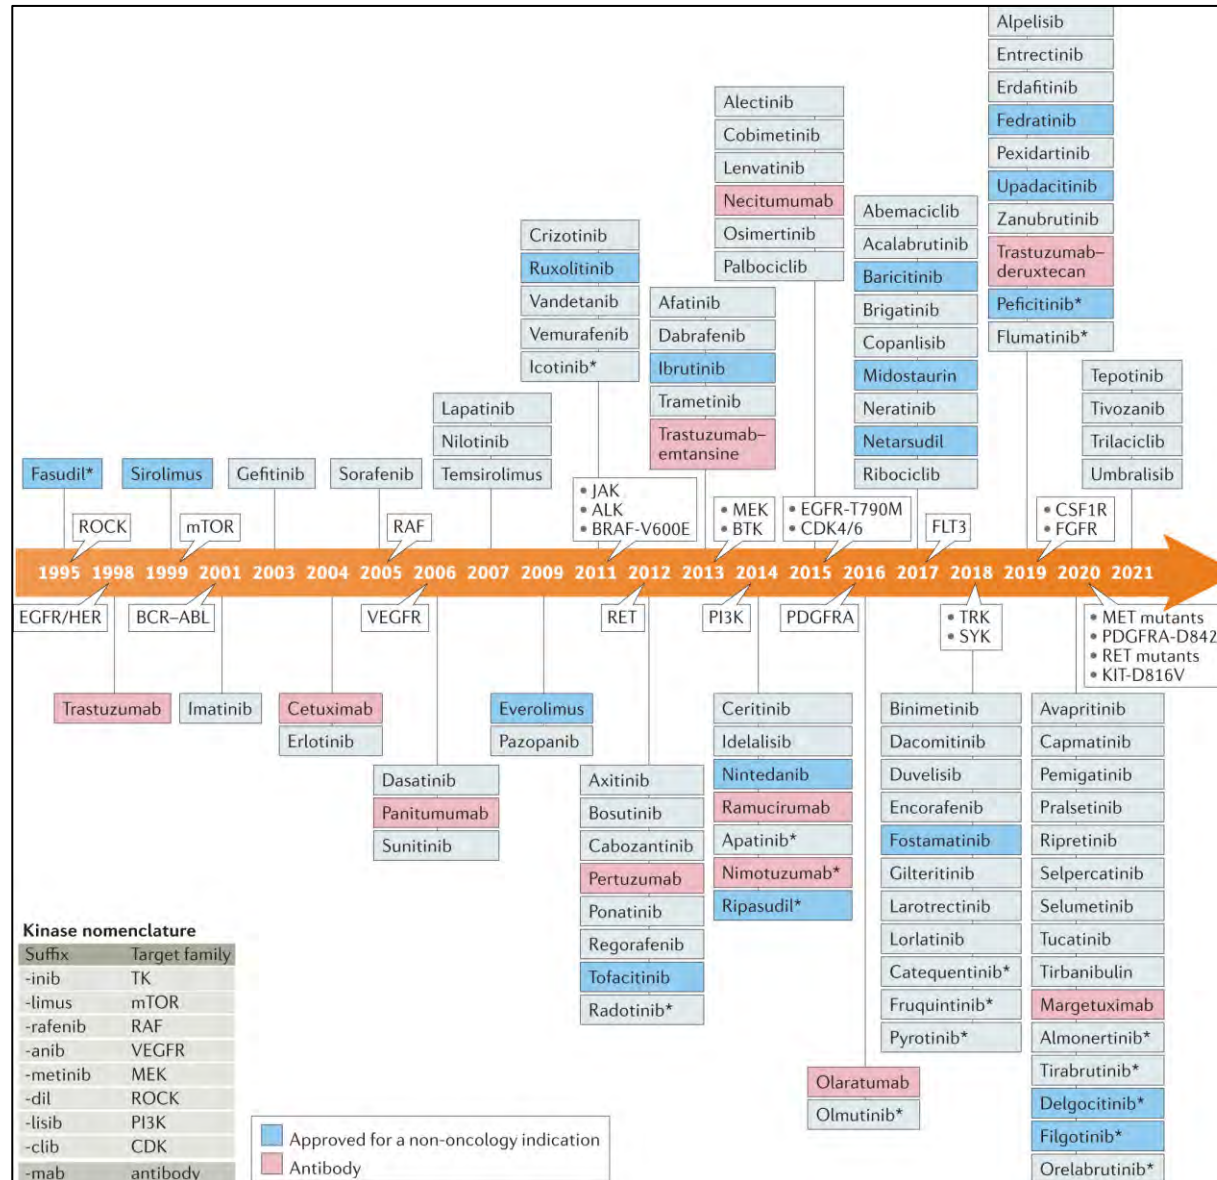 Alpelisib
Entrectinib
Erdafitinib
Fedratinib
Pexidartinib
Upadacitinib
Zanubrutinib
Trastuzumab–
deruxtecan
Peficitinib*
Flumatinib*
Alectinib
Cobimetinib
Lenvatinib
Necitumumab
Osimertinib
Palbociclib
Abemaciclib
Acalabrutinib
Baricitinib
Brigatinib
Copanlisib
Midostaurin
Neratinib
Netarsudil
Ribociclib
Crizotinib
Ruxolitinib
Vandetanib
Vemurafenib
Icotinib*
Afatinib
Dabrafenib
Ibrutinib
Trametinib
Trastuzumab–
emtansine
Tepotinib
Tivozanib
Trilaciclib
Umbralisib
Lapatinib
Nilotinib
Temsirolimus
Fasudil*
Sirolimus
Gefitinib
Sorafenib
ROCK
mTOR
RAF
• JAK
• ALK
• BRAF-V600E
• MEK
• BTK
• EGFR-T790M
• CDK4/6
FLT3
• CSF1R
• FGFR
1995 1998 1999 2001 2003 2004 2005 2006 2007 2009 2011 2012 2013 2014 2015 2016 2017 2018 2019 2020 2021
EGFR/HER
BCR–ABL
VEGFR
RET
PI3K
PDGFRA
• TRK
• SYK
• MET mutants
• PDGFRA-D842
• RET mutants
• KIT-D816V
Trastuzumab
Imatinib
Cetuximab
Erlotinib
Dasatinib
Panitumumab
Sunitinib
Everolimus
Pazopanib
Axitinib
Bosutinib
Cabozantinib
Pertuzumab
Ponatinib
Regorafenib
Tofacitinib
Radotinib*
Ceritinib
Idelalisib
Nintedanib
Ramucirumab
Apatinib*
Nimotuzumab*
Ripasudil*
Olaratumab
Olmutinib*
Binimetinib
Dacomitinib
Duvelisib
Encorafenib
Fostamatinib
Gilteritinib
Larotrectinib
Lorlatinib
Catequentinib*
Fruquintinib*
Pyrotinib*
Avapritinib
Capmatinib
Pemigatinib
Pralsetinib
Ripretinib
Selpercatinib
Selumetinib
Tucatinib
Tirbanibulin
Margetuximab
Almonertinib*
Tirabrutinib*
Delgocitinib*
Filgotinib*
Orelabrutinib*
Kinase nomenclature
Suffix Target family
-inib TK
-limus mTOR
-rafenib RAF
-anib VEGFR
-metinib MEK
-dil ROCK
-lisib PI3K
-clib CDK
-mab antibody
Approved for a non-oncology indication
Antibody